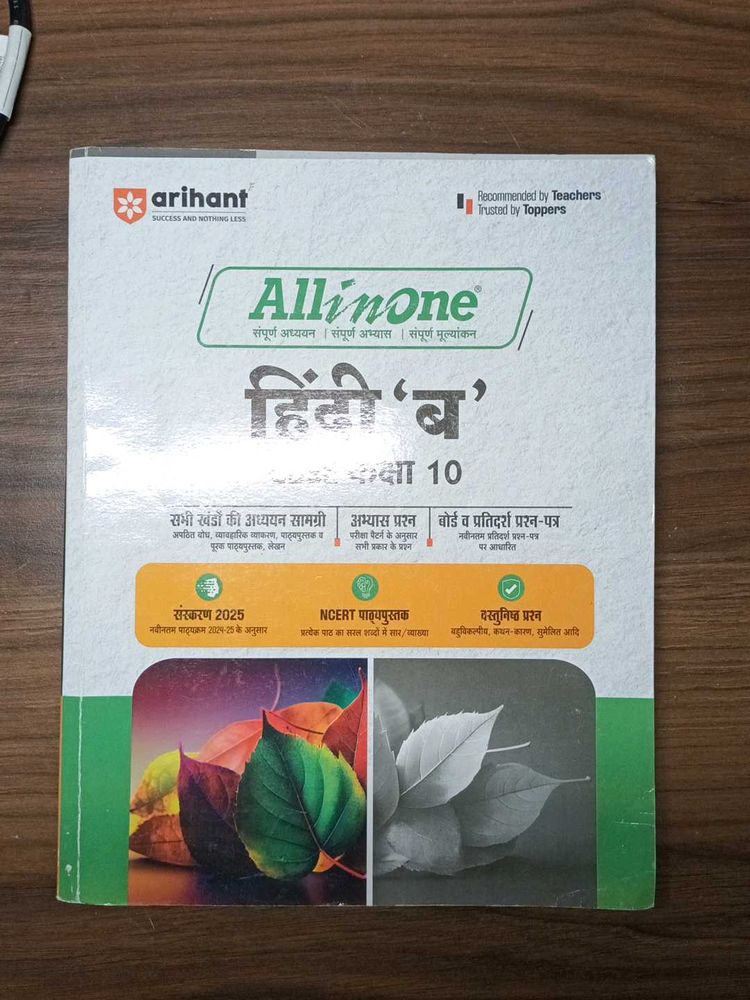 arihant
SUCCESS AND NOTHING LESS
Recommended by Teachers
Trusted by Toppers
All in One®
संपूर्ण अध्ययन | संपूर्ण अभ्यास | संपूर्ण मूल्यांकन
हिंदी ‘ब’
कक्षा 10
सभी खंडों की अध्ययन सामग्री
अपठित बोध, व्यावहारिक व्याकरण, पाठ्यपुस्तक व
पूरक पाठ्यपुस्तक, लेखन
अभ्यास प्रश्न
परीक्षा पैटर्न के अनुसार
सभी प्रकार के प्रश्न
बोर्ड व प्रतिदर्श प्रश्न-पत्र
नवीनतम प्रतिदर्श प्रश्न-पत्र
पर आधारित
संस्करण 2025
नवीनतम पाठ्यक्रम 2024-25 के अनुसार
NCERT पाठ्यपुस्तक
प्रत्येक पाठ का सरल शब्दों में सार/व्याख्या
वस्तुनिष्ठ प्रश्न
बहुविकल्पीय, कथन-कारण, सुमेलित आदि